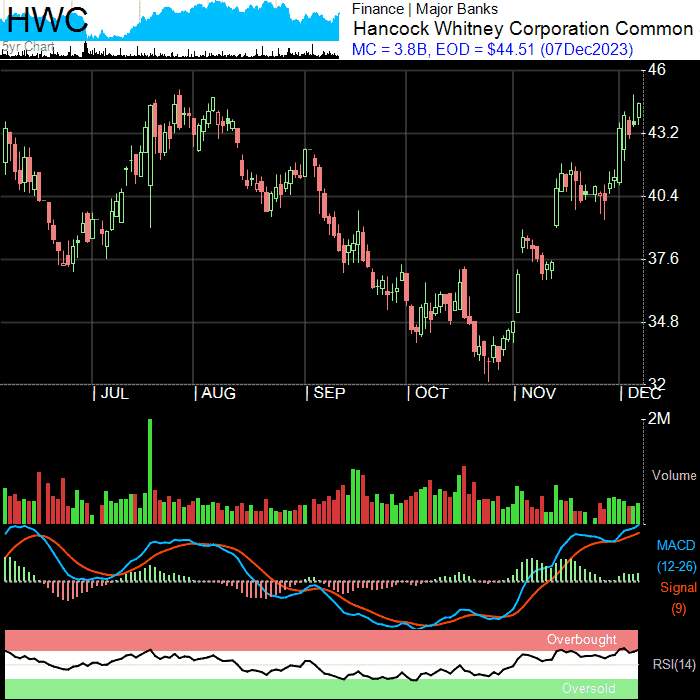 HWC
5yr Chart
Finance | Major Banks
Hancock Whitney Corporation Common
MC = 3.8B, EOD = $44.51 (07Dec2023)
46
43.2
40.4
37.6
34.8
32
JUL AUG SEP OCT NOV DEC
2M
Volume
MACD
(12-26)
Signal
(9)
Overbought
RSI(14)
Oversold